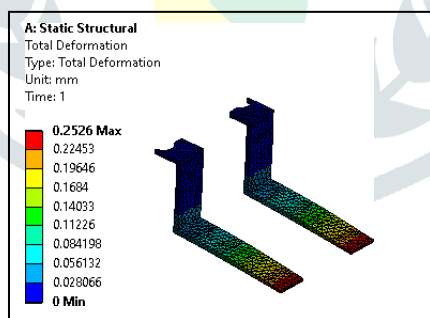 A: Static Structural
Total Deformation
Type: Total Deformation
Unit: mm
Time: 1
0.2526 Max
0.22453
0.19646
0.1684
0.14033
0.11226
0.084198
0.056132
0.028066
0 Min